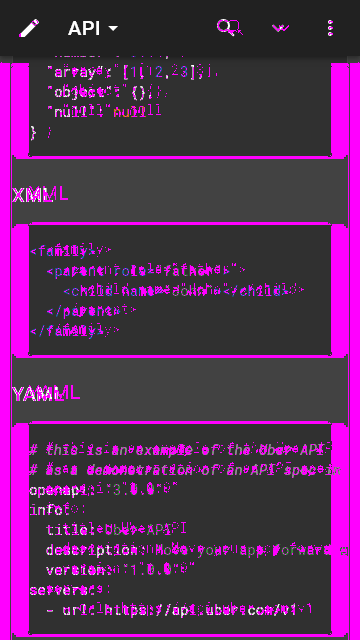 API
"array": [1, 2, 3],
"object": {},
"null": null
}
XML
<family>
<parent role="father">
<child name="John"></child>
</parent>
</family>
YAML
# this is an example of the Uber API
# as a demonstration of an API spec in
openapi: "3.0.0"
info:
title: Uber API
description: Move your app forward
version: "1.0.0"
servers:
- url: https://api.uber.com/v1